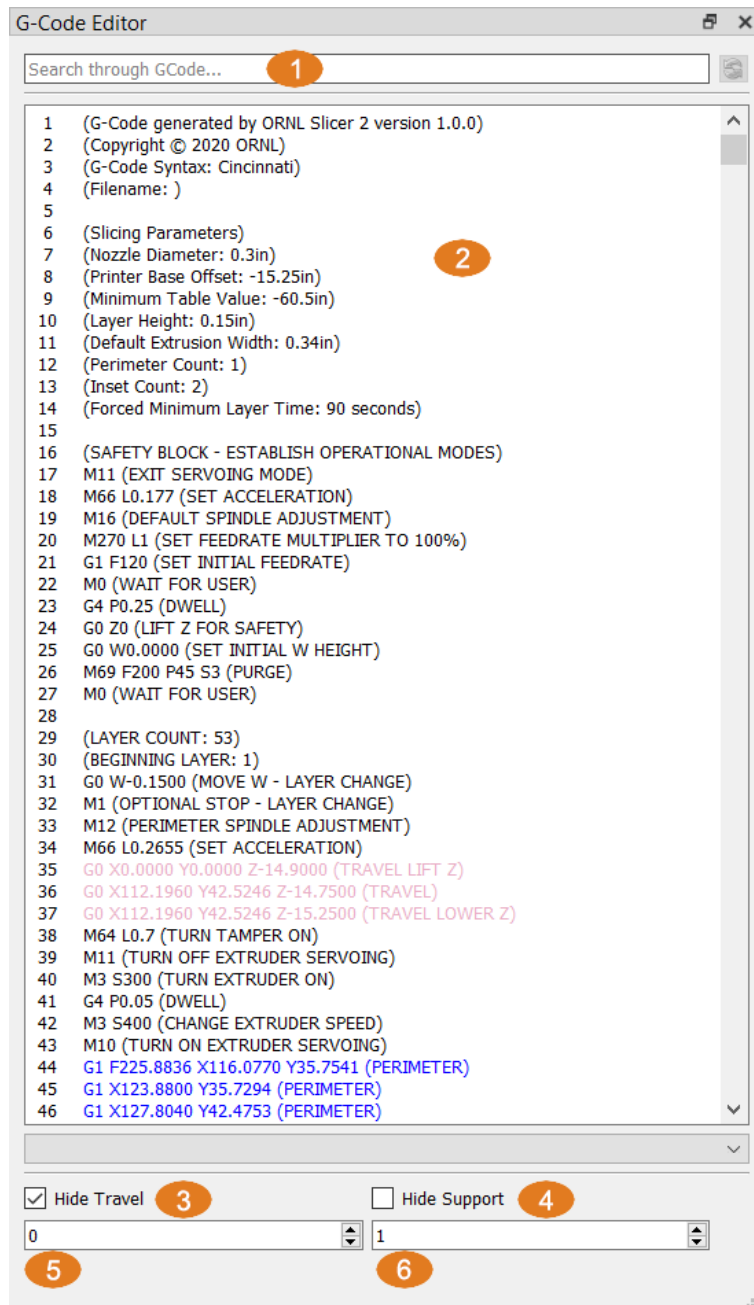 G-Code Editor
Search through GCode... 1
1 (G-Code generated by ORNL Slicer 2 version 1.0.0)
2 (Copyright © 2020 ORNL)
3 (G-Code Syntax: Cincinnati)
4 (Filename: )
5
6 (Slicing Parameters)
7 (Nozzle Diameter: 0.3in) 2
8 (Printer Base Offset: -15.25in)
9 (Minimum Table Value: -60.5in)
10 (Layer Height: 0.15in)
11 (Default Extrusion Width: 0.34in)
12 (Perimeter Count: 1)
13 (Inset Count: 2)
14 (Forced Minimum Layer Time: 90 seconds)
15
16 (SAFETY BLOCK - ESTABLISH OPERATIONAL MODES)
17 M11 (EXIT SERVOING MODE)
18 M66 L0.177 (SET ACCELERATION)
19 M16 (DEFAULT SPINDLE ADJUSTMENT)
20 M270 L1 (SET FEEDRATE MULTIPLIER TO 100%)
21 G1 F120 (SET INITIAL FEEDRATE)
22 M0 (WAIT FOR USER)
23 G4 P0.25 (DWELL)
24 G0 Z0 (LIFT Z FOR SAFETY)
25 G0 W0.0000 (SET INITIAL W HEIGHT)
26 M69 F200 P45 S3 (PURGE)
27 M0 (WAIT FOR USER)
28
29 (LAYER COUNT: 53)
30 (BEGINNING LAYER: 1)
31 G0 W-0.1500 (MOVE W - LAYER CHANGE)
32 M1 (OPTIONAL STOP - LAYER CHANGE)
33 M12 (PERIMETER SPINDLE ADJUSTMENT)
34 M66 L0.2655 (SET ACCELERATION)
35 G0 X0.0000 Y0.0000 Z-14.9000 (TRAVEL LIFT Z)
36 G0 X112.1960 Y42.5246 Z-14.7500 (TRAVEL)
37 G0 X112.1960 Y42.5246 Z-15.2500 (TRAVEL LOWER Z)
38 M64 L0.7 (TURN TAMPER ON)
39 M11 (TURN OFF EXTRUDER SERVOING)
40 M3 S300 (TURN EXTRUDER ON)
41 G4 P0.05 (DWELL)
42 M3 S400 (CHANGE EXTRUDER SPEED)
43 M10 (TURN ON EXTRUDER SERVOING)
44 G1 F225.8836 X116.0770 Y35.7541 (PERIMETER)
45 G1 X123.8800 Y35.7294 (PERIMETER)
46 G1 X127.8040 Y42.4753 (PERIMETER)
Hide Travel 3 Hide Support 4
0 1
5 6